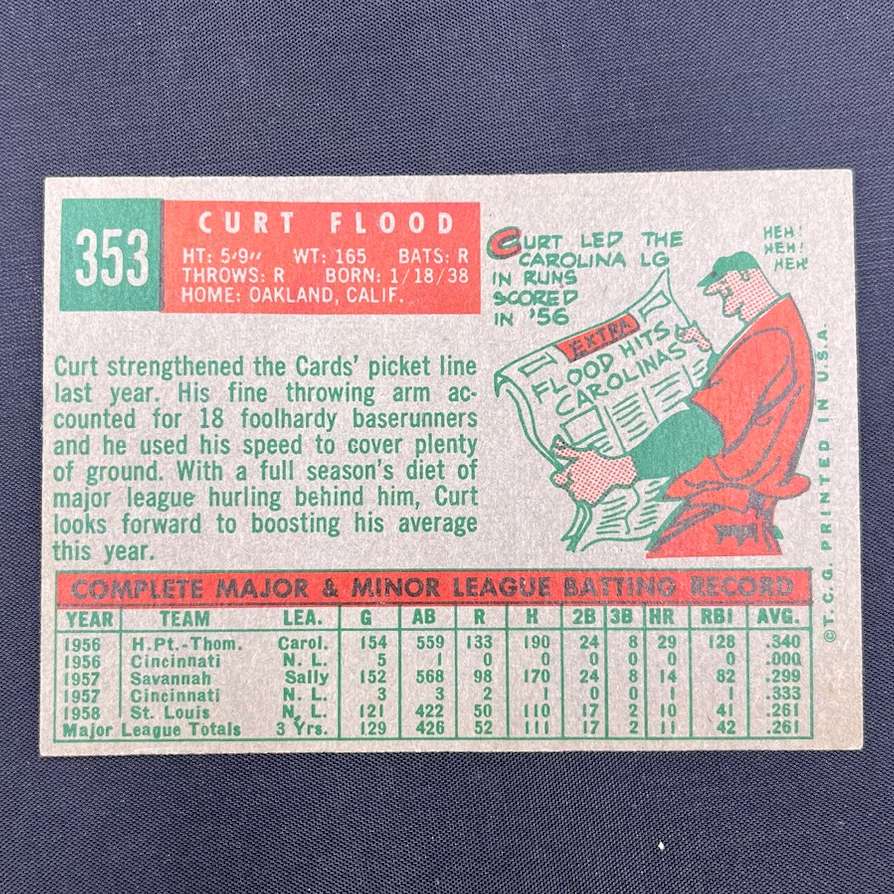 353
CURT FLOOD
HT: 5'9" WT: 165 BATS: R
THROWS: R BORN: 1/18/38
HOME: OAKLAND, CALIF.
CURT LED THE
CAROLINA LG
IN RUNS
SCORED
IN '56
HEH!
HEH!
HEH
EXTRA
FLOOD HITS
CAROLINAS
Curt strengthened the Cards' picket line
last year. His fine throwing arm ac-
counted for 18 foolhardy baserunners
and he used his speed to cover plenty
of ground. With a full season's diet of
major league hurling behind him, Curt
looks forward to boosting his average
this year.
COMPLETE MAJOR & MINOR LEAGUE BATTING RECORD
YEAR TEAM LEA. G AB R H 2B 3B HR RBI AVG.
1956 H.Pt.-Thom. Carol. 154 559 133 190 24 8 29 128 .340
1956 Cincinnati N. L. 5 1 0 0 0 0 0 0 .000
1957 Savannah Sally 152 568 98 170 24 8 14 82 .299
1957 Cincinnati N. L. 3 3 2 1 0 0 1 1 .333
1958 St. Louis N. L. 121 422 50 110 17 2 10 41 .261
Major League Totals 3 Yrs. 129 426 52 111 17 2 11 42 .261
©T.C.G. PRINTED IN U.S.A.